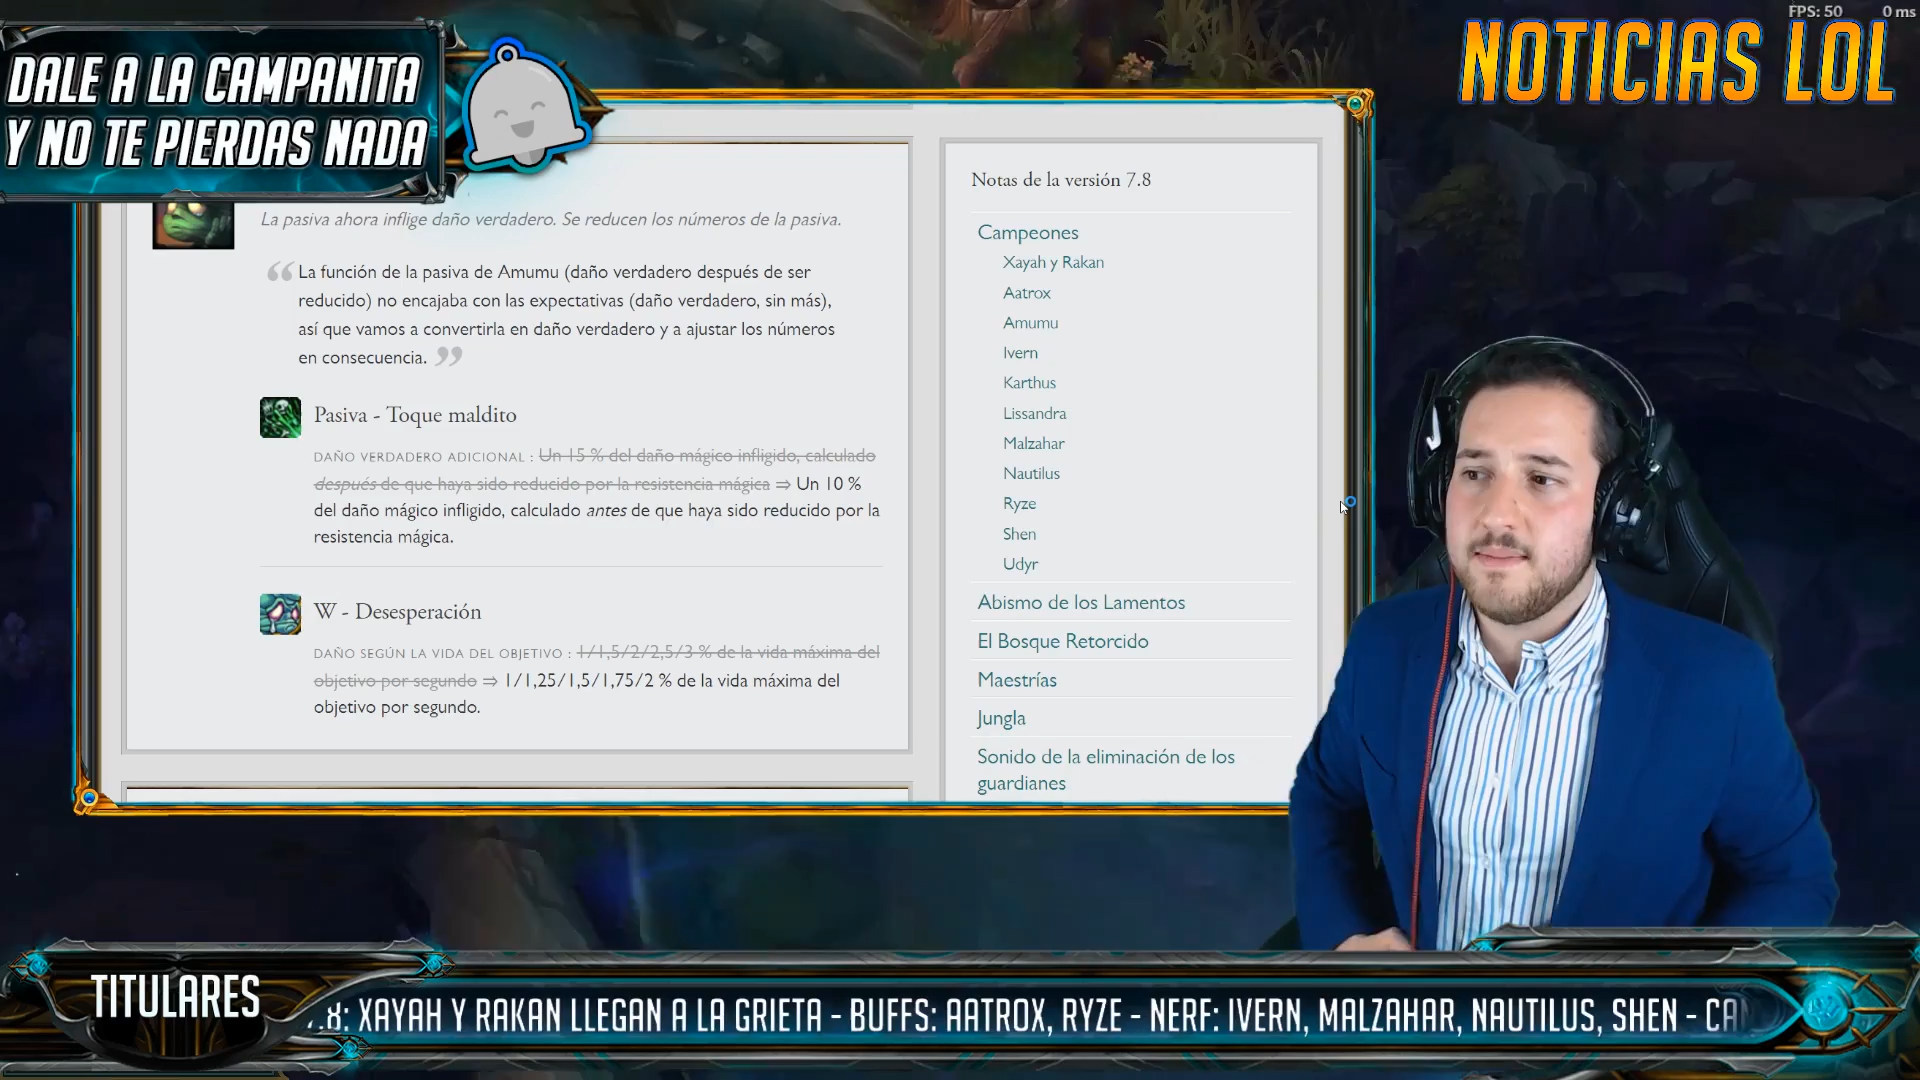 FPS: 50 0 ms
DALE A LA CAMPANITA
Y NO TE PIERDAS NADA
NOTICIAS LOL
La pasiva ahora inflige daño verdadero. Se reducen los números de la pasiva.
“ La función de la pasiva de Amumu (daño verdadero después de ser
reducido) no encajaba con las expectativas (daño verdadero, sin más),
así que vamos a convertirla en daño verdadero y a ajustar los números
en consecuencia. ”
Pasiva - Toque maldito
DAÑO VERDADERO ADICIONAL : Un 15 % del daño mágico infligido, calculado
después de que haya sido reducido por la resistencia mágica ⇒ Un 10 %
del daño mágico infligido, calculado antes de que haya sido reducido por la
resistencia mágica.
W - Desesperación
DAÑO SEGÚN LA VIDA DEL OBJETIVO : 1/1,5/2/2,5/3 % de la vida máxima del
objetivo por segundo ⇒ 1/1,25/1,5/1,75/2 % de la vida máxima del
objetivo por segundo.
Notas de la versión 7.8
Campeones
Xayah y Rakan
Aatrox
Amumu
Ivern
Karthus
Lissandra
Malzahar
Nautilus
Ryze
Shen
Udyr
Abismo de los Lamentos
El Bosque Retorcido
Maestrías
Jungla
Sonido de la eliminación de los
guardianes
TITULARES
.8: XAYAH Y RAKAN LLEGAN A LA GRIETA - BUFFS: AATROX, RYZE - NERF: IVERN, MALZAHAR, NAUTILUS, SHEN - CAN